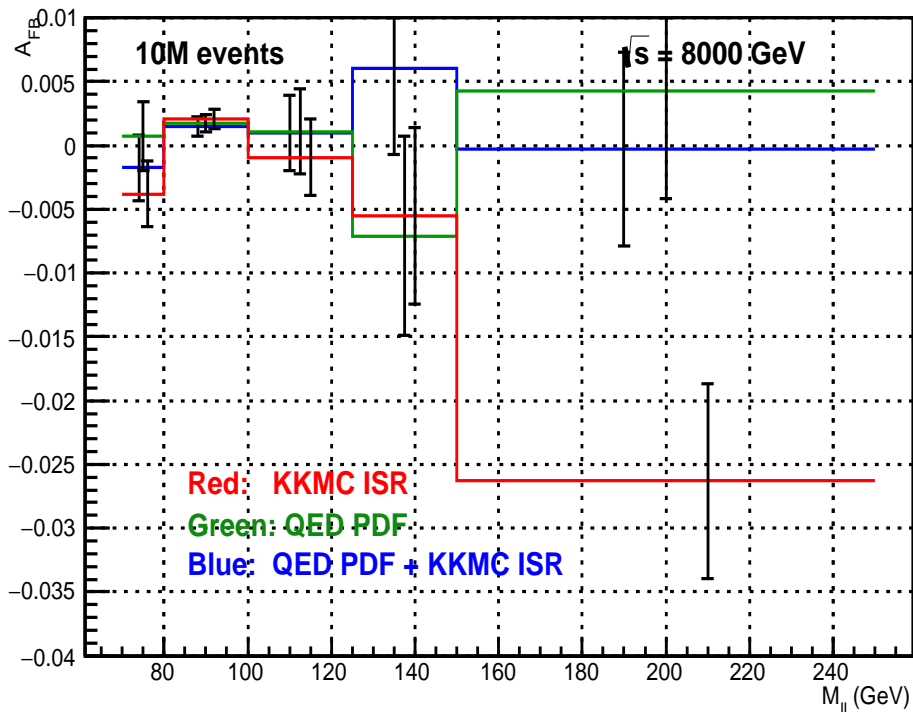 A_FB
10M events
√s = 8000 GeV
0.01
0.005
0
−0.005
−0.01
−0.015
−0.02
−0.025
−0.03
−0.035
−0.04
Red: KKMC ISR
Green: QED PDF
Blue: QED PDF + KKMC ISR
80 100 120 140 160 180 200 220 240
M_ll (GeV)